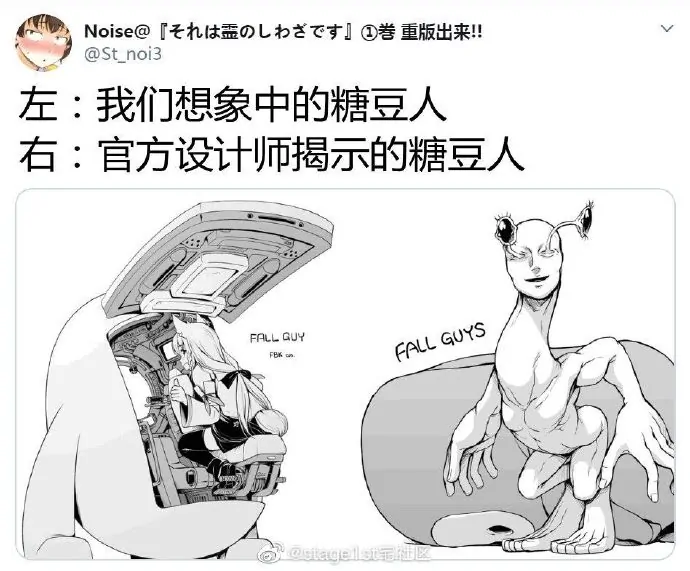 Noise@『それは霊のしわざです』①巻 重版出来!!
@St_noi3
左：我们想象中的糖豆人
右：官方设计师揭示的糖豆人
FALL GUY
FBK co.
FALL GUYS
@stage1st宅社区